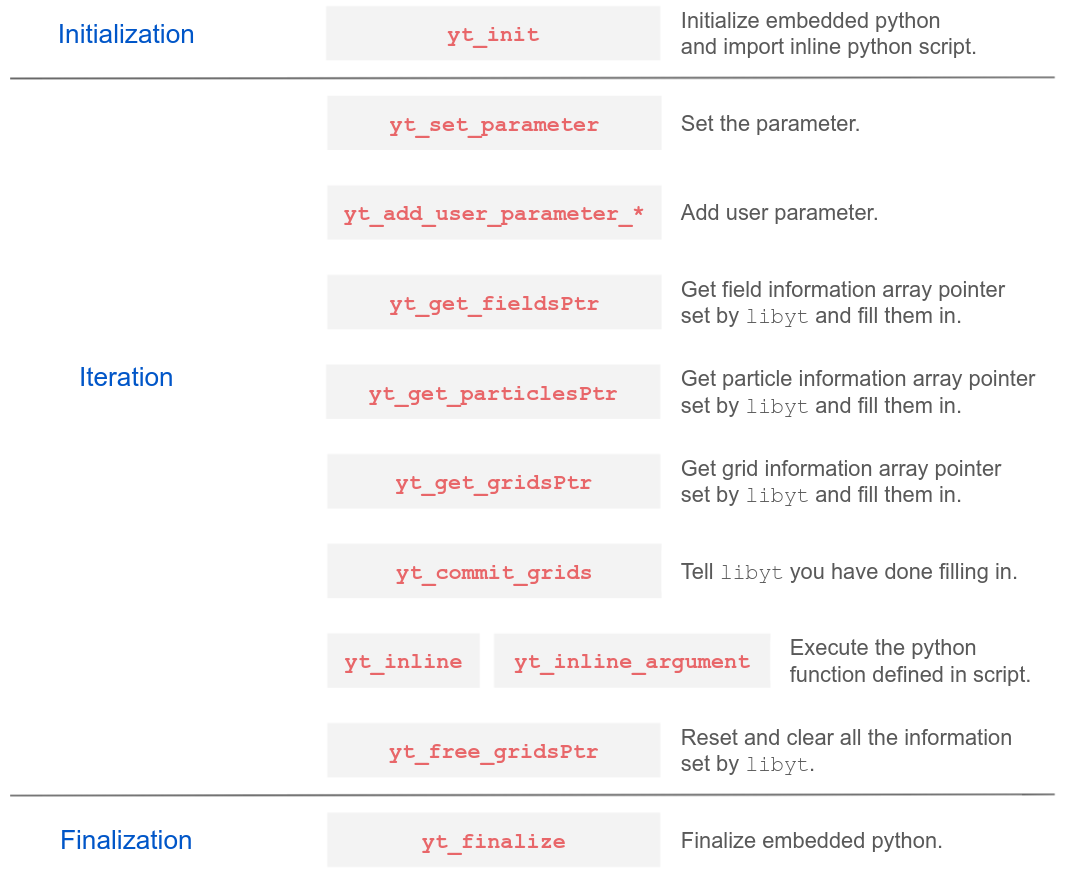 Initialization
yt_init
Initialize embedded python
and import inline python script.
yt_set_parameter
Set the parameter.
yt_add_user_parameter_*
Add user parameter.
yt_get_fieldsPtr
Get field information array pointer
set by libyt and fill them in.
Iteration
yt_get_particlesPtr
Get particle information array pointer
set by libyt and fill them in.
yt_get_gridsPtr
Get grid information array pointer
set by libyt and fill them in.
yt_commit_grids
Tell libyt you have done filling in.
yt_inline
yt_inline_argument
Execute the python
function defined in script.
yt_free_gridsPtr
Reset and clear all the information
set by libyt.
Finalization
yt_finalize
Finalize embedded python.